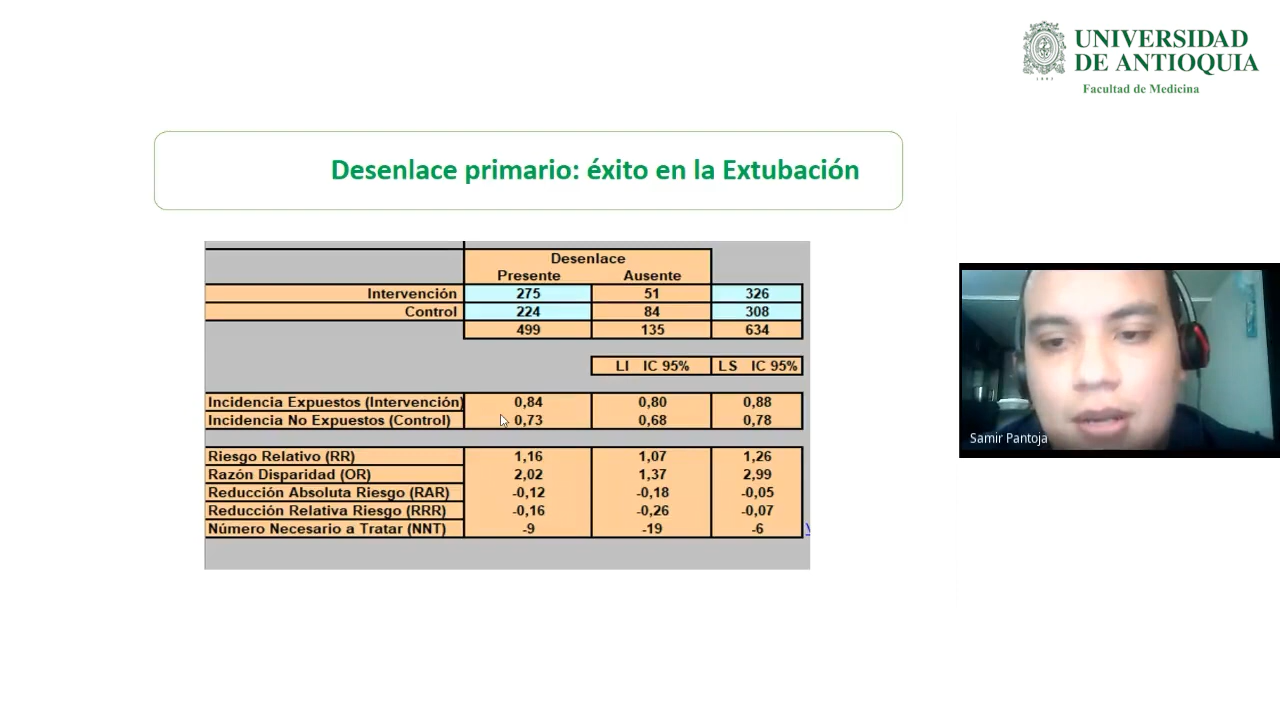 UNIVERSIDAD
DE ANTIOQUIA
Facultad de Medicina
Desenlace primario: éxito en la Extubación
Desenlace
Presente Ausente
Intervención 275 51 326
Control 224 84 308
499 135 634
LI IC 95% LS IC 95%
Incidencia Expuestos (Intervención) 0,84 0,80 0,88
Incidencia No Expuestos (Control) 0,73 0,68 0,78
Riesgo Relativo (RR) 1,16 1,07 1,26
Razón Disparidad (OR) 2,02 1,37 2,99
Reducción Absoluta Riesgo (RAR) -0,12 -0,18 -0,05
Reducción Relativa Riesgo (RRR) -0,16 -0,26 -0,07
Número Necesario a Tratar (NNT) -9 -19 -6
Samir Pantoja